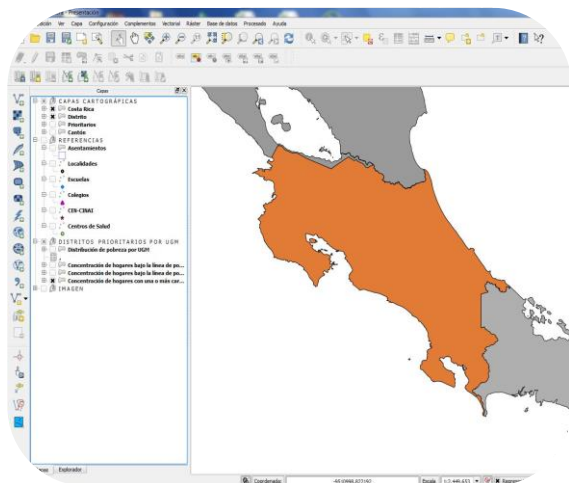 Presentación
Ver Capa Configuración Complementos Vectorial Ráster Base de datos Procesado Ayuda
Capas
CAPAS CARTOGRÁFICAS
Costa Rica
Distrito
Prioritarios
Cantón
REFERENCIAS
Asentamientos
Localidades
Escuelas
Colegios
CEN-CINAI
Centros de Salud
DISTRITOS PRIORITARIOS POR UGM
Distribución de pobreza por UGM
Concentración de hogares bajo la línea de po...
Concentración de hogares bajo la línea de po...
Concentración de hogares con una o más car...
IMAGEN
Explorador
Coordenada:
Escala